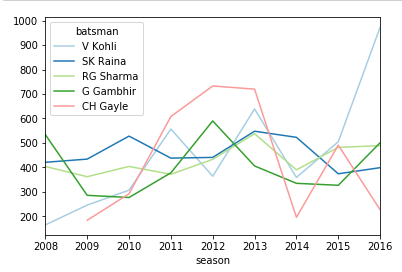 1000
900
800
700
600
500
400
300
200
batsman
V Kohli
SK Raina
RG Sharma
G Gambhir
CH Gayle
2008 2009 2010 2011 2012 2013 2014 2015 2016
season